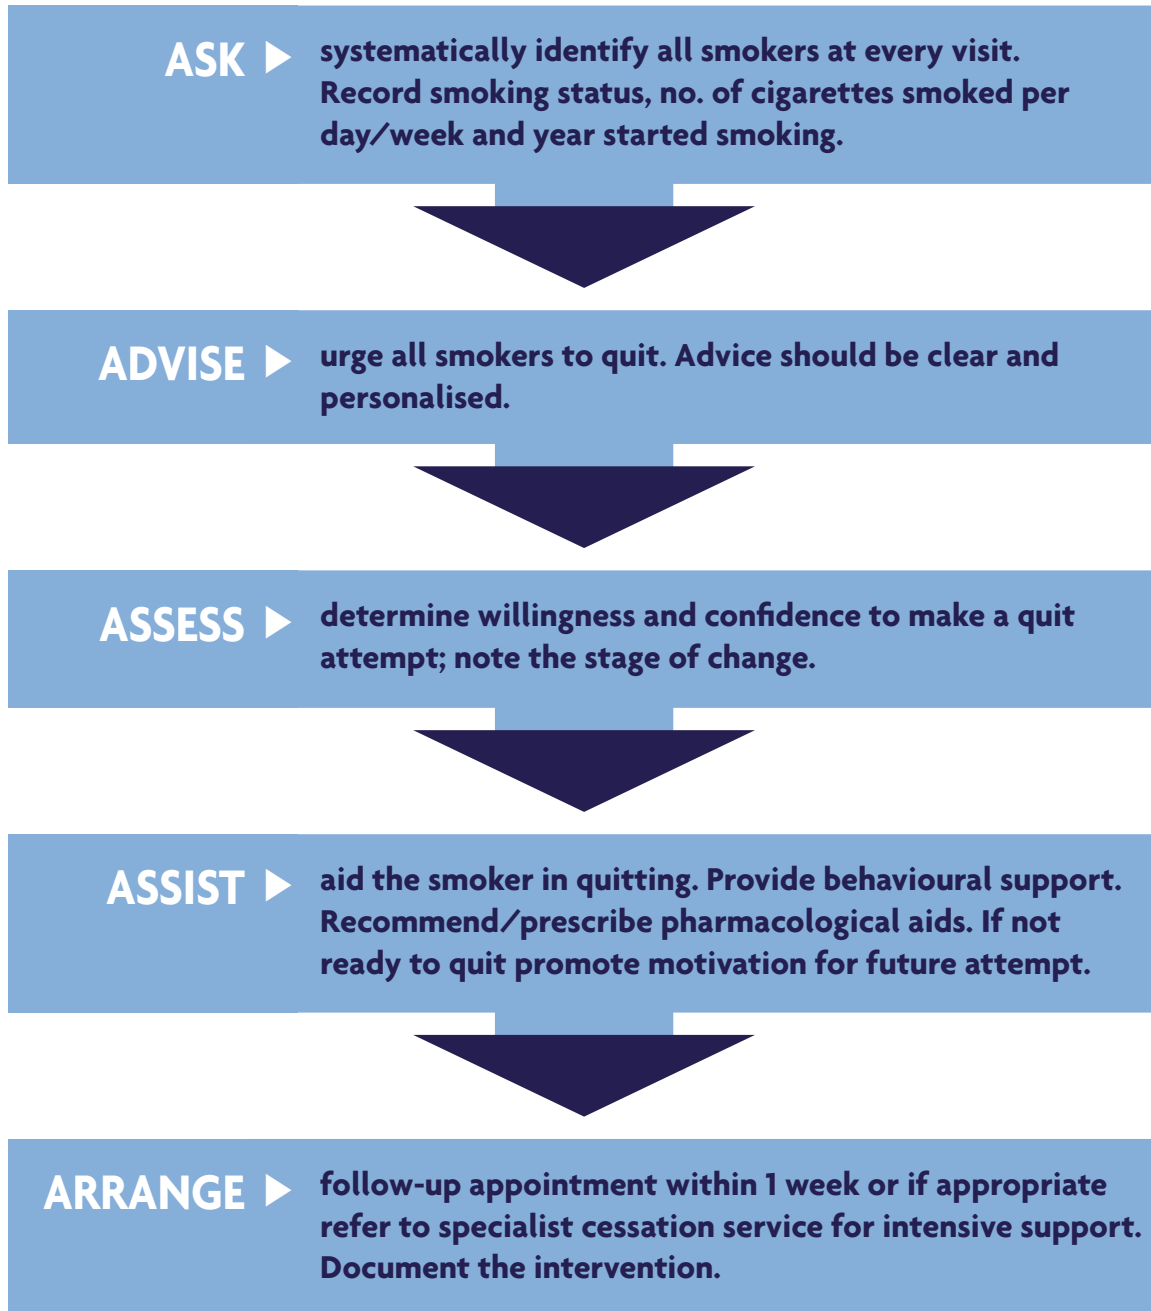 ASK ▶ systematically identify all smokers at every visit.
Record smoking status, no. of cigarettes smoked per
day/week and year started smoking.
ADVISE ▶ urge all smokers to quit. Advice should be clear and
personalised.
ASSESS ▶ determine willingness and confidence to make a quit
attempt; note the stage of change.
ASSIST ▶ aid the smoker in quitting. Provide behavioural support.
Recommend/prescribe pharmacological aids. If not
ready to quit promote motivation for future attempt.
ARRANGE ▶ follow-up appointment within 1 week or if appropriate
refer to specialist cessation service for intensive support.
Document the intervention.